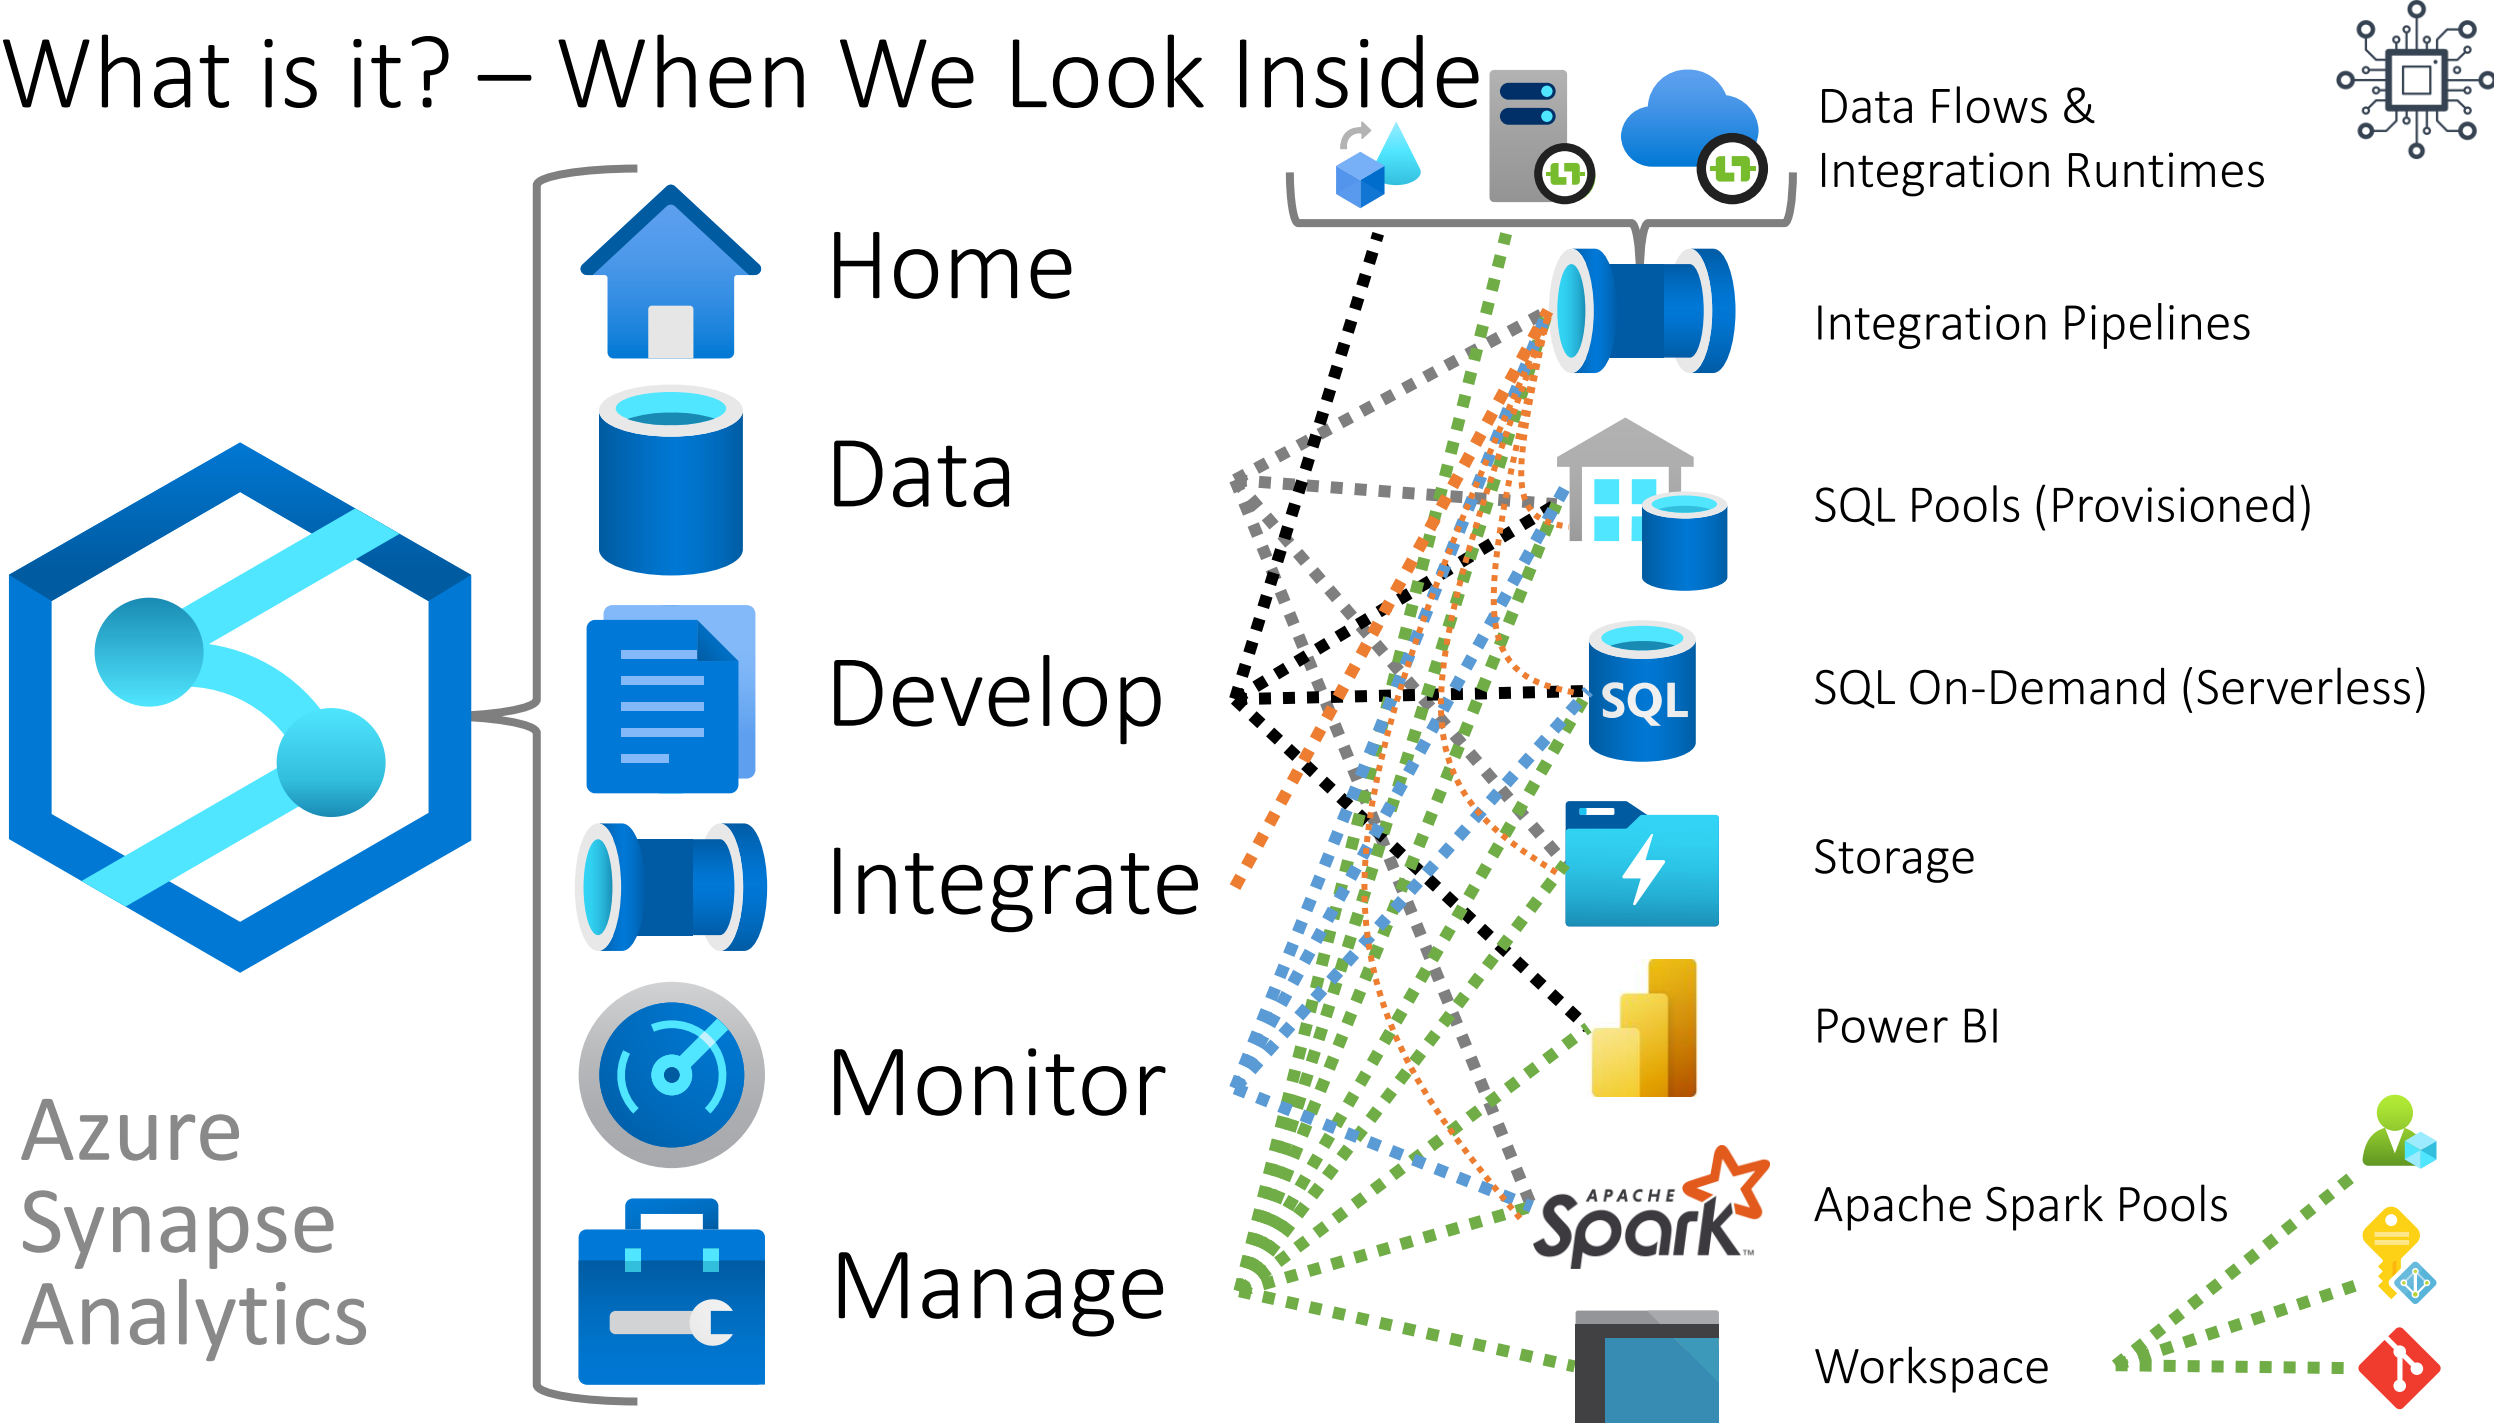 What is it? – When We Look Inside
Data Flows &
Integration Runtimes
Home
Integration Pipelines
Data
SQL Pools (Provisioned)
Develop
SQL
SQL On-Demand (Serverless)
Integrate
Storage
Monitor
Power BI
Azure
Synapse
Analytics
APACHE
Spark™
Apache Spark Pools
Manage
Workspace